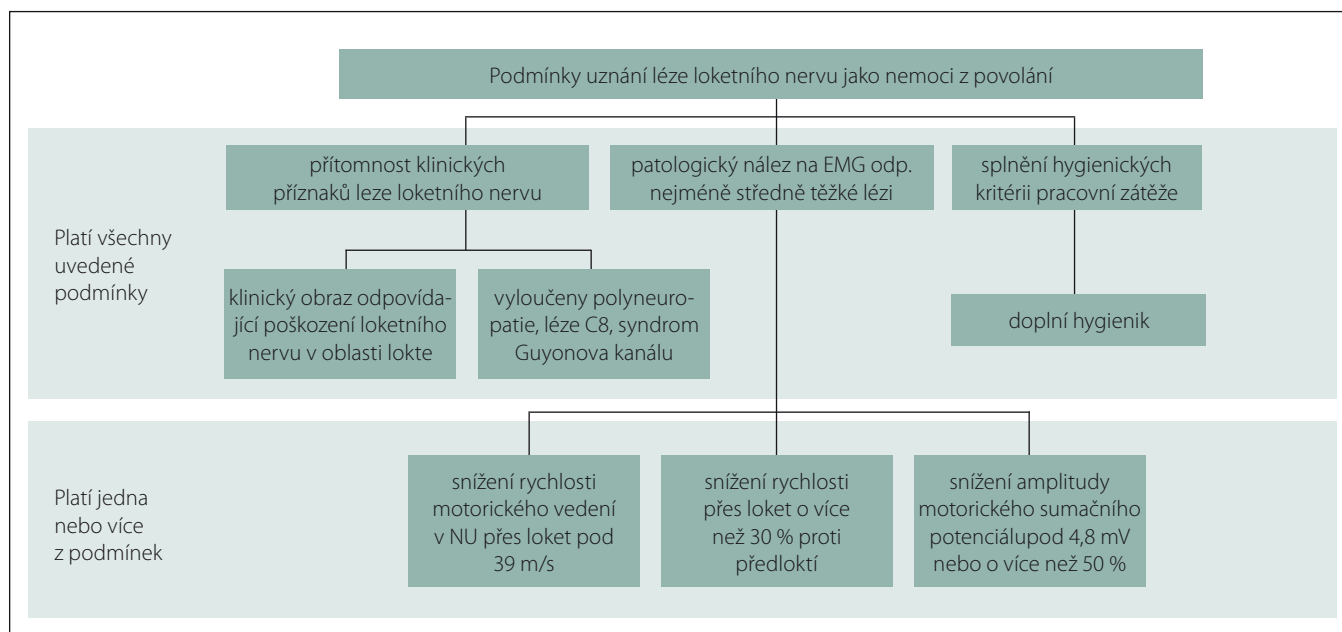 Podmínky uznání léze loketního nervu jako nemoci z povolání
Platí všechny
uvedené
podmínky
přítomnost klinických
příznaků leze loketního nervu
patologický nález na EMG odp.
nejméně středně těžké lézi
splnění hygienických
kritérii pracovní zátěže
klinický obraz odpovída-
jící poškození loketního
nervu v oblasti lokte
vyloučeny polyneuro-
patie, léze C8, syndrom
Guyonova kanálu
doplní hygienik
Platí jedna
nebo více
z podmínek
snížení rychlosti
motorického vedení
v NU přes loket pod
39 m/s
snížení rychlosti
přes loket o více
než 30 % proti
předloktí
snížení amplitudy
motorického sumačního
potenciálupod 4,8 mV
nebo o více než 50 %